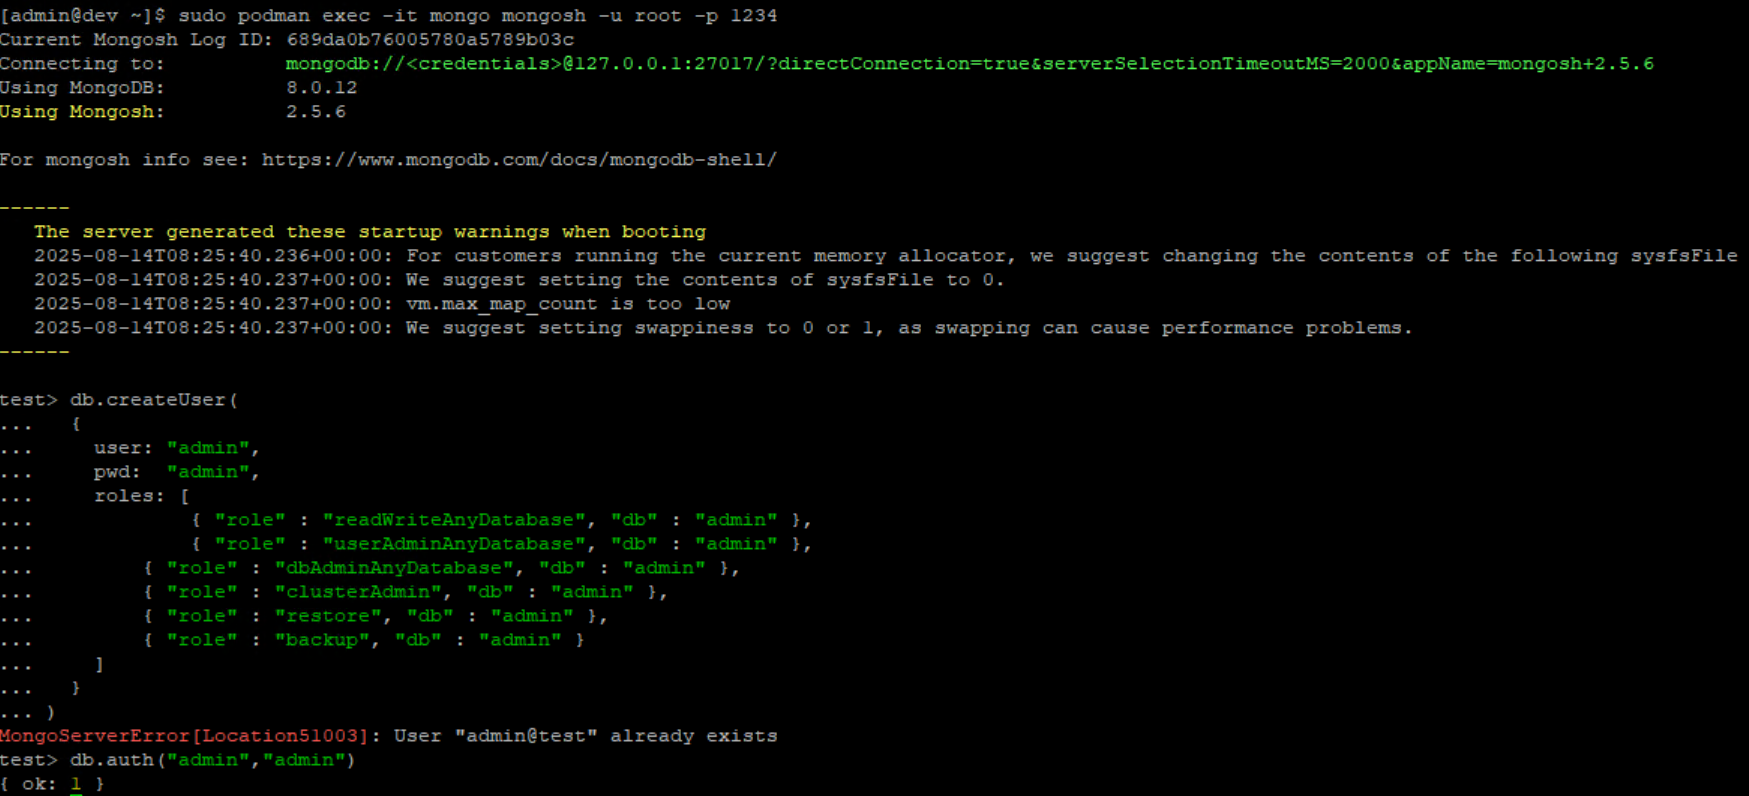 [admin@dev ~]$ sudo podman exec -it mongo mongosh -u root -p 1234
Current Mongosh Log ID: 689da0b76005780a5789b03c
Connecting to:          mongodb://<credentials>@127.0.0.1:27017/?directConnection=true&serverSelectionTimeoutMS=2000&appName=mongosh+2.5.6
Using MongoDB:          8.0.12
Using Mongosh:          2.5.6
For mongosh info see: https://www.mongodb.com/docs/mongodb-shell/
------
   The server generated these startup warnings when booting
   2025-08-14T08:25:40.236+00:00: For customers running the current memory allocator, we suggest changing the contents of the following sysfsFile
   2025-08-14T08:25:40.237+00:00: We suggest setting the contents of sysfsFile to 0.
   2025-08-14T08:25:40.237+00:00: vm.max_map_count is too low
   2025-08-14T08:25:40.237+00:00: We suggest setting swappiness to 0 or 1, as swapping can cause performance problems.
------
test> db.createUser(
...   {
...     user: "admin",
...     pwd:  "admin",
...     roles: [
...             { "role" : "readWriteAnyDatabase", "db" : "admin" },
...             { "role" : "userAdminAnyDatabase", "db" : "admin" },
...         { "role" : "dbAdminAnyDatabase", "db" : "admin" },
...         { "role" : "clusterAdmin", "db" : "admin" },
...         { "role" : "restore", "db" : "admin" },
...         { "role" : "backup", "db" : "admin" }
...     ]
...   }
... )
MongoServerError[Location51003]: User "admin@test" already exists
test> db.auth("admin","admin")
{ ok: 1 }